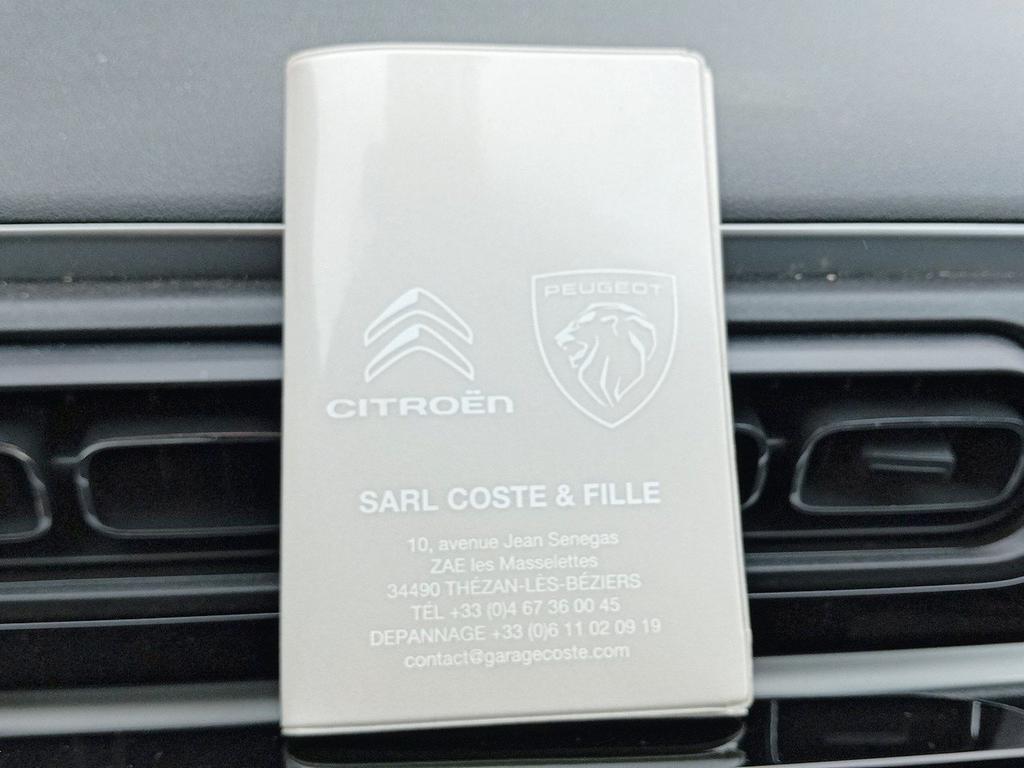 PEUGEOT
CITROËN
SARL COSTE & FILLE
10, avenue Jean Senegas
ZAE les Masselettes
34490 THÉZAN-LÈS-BÉZIERS
TÉL +33 (0)4 67 36 00 45
DEPANNAGE +33 (0)6 11 02 09 19
contact@garagecoste.com